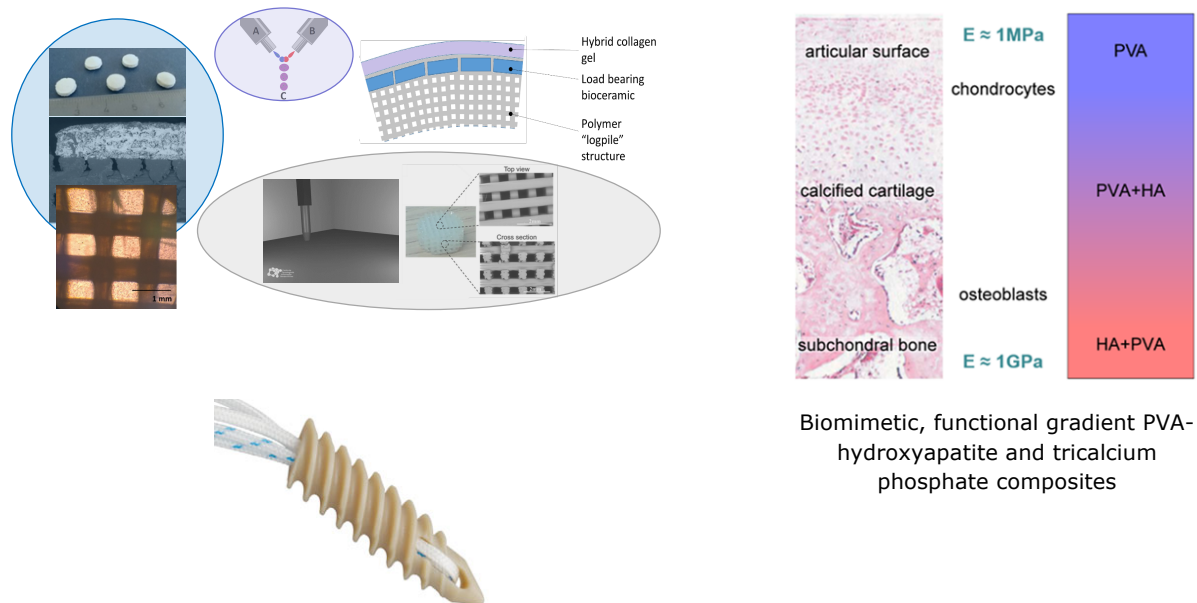 A
B
C
Hybrid collagen
gel
Load bearing
bioceramic
Polymer
“logpile”
structure
Top view
Cross section
1 mm
articular surface
E ≈ 1MPa
PVA
chondrocytes
calcified cartilage
PVA+HA
osteoblasts
subchondral bone
E ≈ 1GPa
HA+PVA
Biomimetic, functional gradient PVA-
hydroxyapatite and tricalcium
phosphate composites